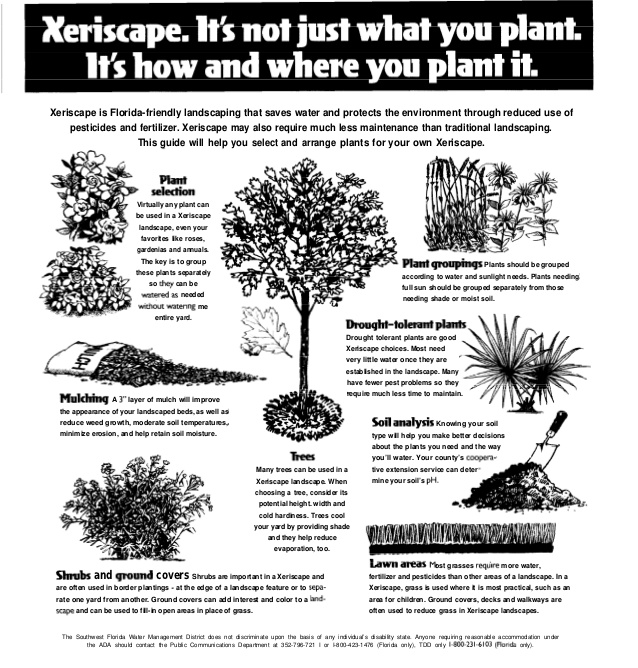 Xeriscape. It's not just what you plant.
It's how and where you plant it.
Xeriscape is Florida-friendly landscaping that saves water and protects the environment through reduced use of
pesticides and fertilizer. Xeriscape may also require much less maintenance than traditional landscaping.
This guide will help you select and arrange plants for your own Xeriscape.
Plant
selection
Virtually any plant can
be used in a Xeriscape
landscape, even your
favorites like roses,
gardenias and annuals.
The key is to group
these plants separately
so they can be
watered as needed
without watering me
entire yard.
Plant groupings Plants should be grouped
according to water and sunlight needs. Plants needing
full sun should be grouped separately from those
needing shade or moist soil.
Drought-tolerant plants
Drought tolerant plants are good
Xeriscape choices. Most need
very little water once they are
established in the landscape. Many
have fewer pest problems so they
require much less time to maintain.
MULCH
Mulching A 3" layer of mulch will improve
the appearance of your landscaped beds, as well as
reduce weed growth, moderate soil temperatures,
minimize erosion, and help retain soil moisture.
Soil analysis Knowing your soil
type will help you make better decisions
about the plants you need and the way
you'll water. Your county's coopera-
tive extension service can deter-
mine your soil's pH.
Trees
Many trees can be used in a
Xeriscape landscape. When
choosing a tree, consider its
potential height. width and
cold hardiness. Trees cool
your yard by providing shade
and they help reduce
evaporation, too.
Lawn areas Most grasses require more water,
fertilizer and pesticides than other areas of a landscape. In a
Xeriscape, grass is used where it is most practical, such as an
area for children. Ground covers, decks and walkways are
often used to reduce grass in Xeriscape landscapes.
Shrubs and ground covers Shrubs are important in a Xeriscape and
are often used in border plantings - at the edge of a landscape feature or to sepa-
rate one yard from another. Ground covers can add interest and color to a land-
scape and can be used to fill-in open areas in place of grass.
The Southwest Florida Water Management District does not discriminate upon the basis of any individual's disability state. Anyone requiring reasonable accommodation under
the ADA should contact the Public Communications Department at 352-796-721 I or I-800-423-1476 (Florida only), TDD only I-800-231-6103 (Florida only).